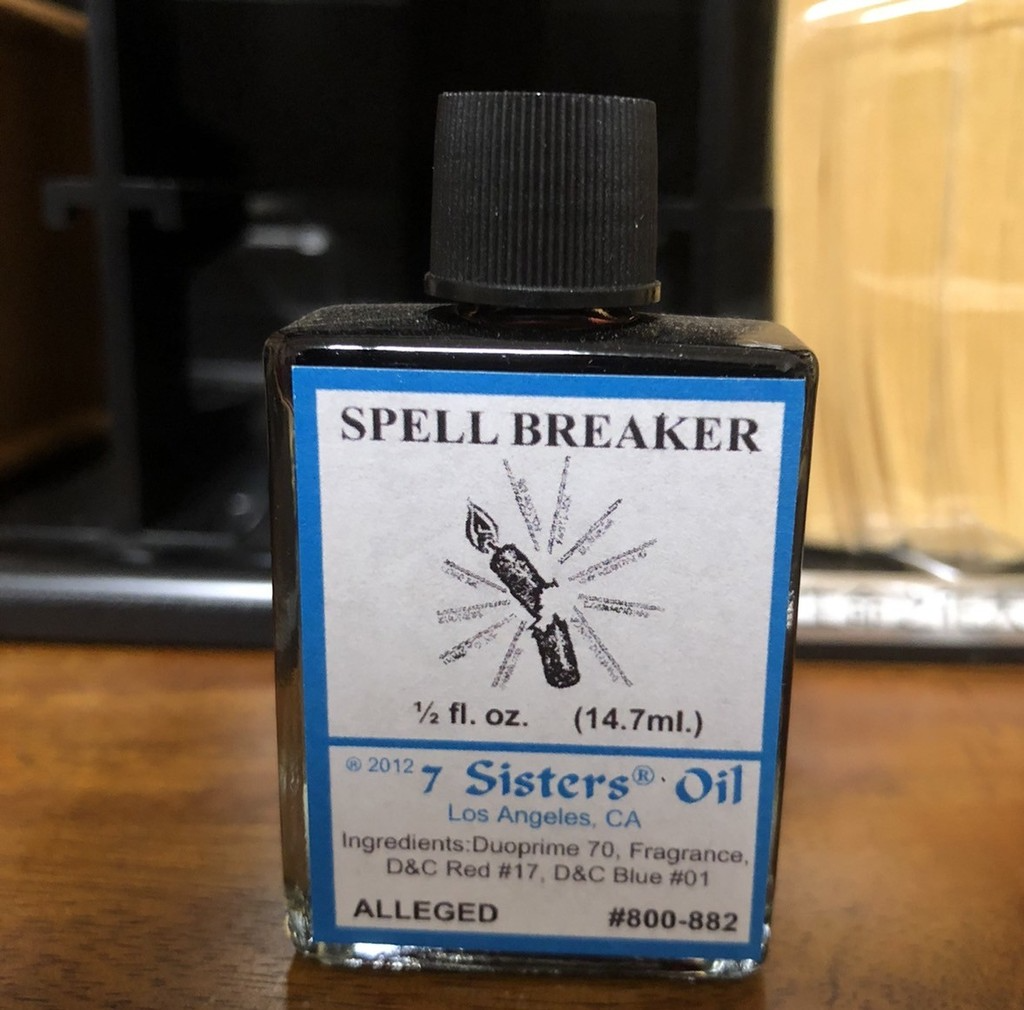 SPELL BREAKER
½ fl. oz. (14.7ml.)
® 2012 7 Sisters® Oil
Los Angeles, CA
Ingredients:Duoprime 70, Fragrance,
D&C Red #17, D&C Blue #01
ALLEGED #800-882